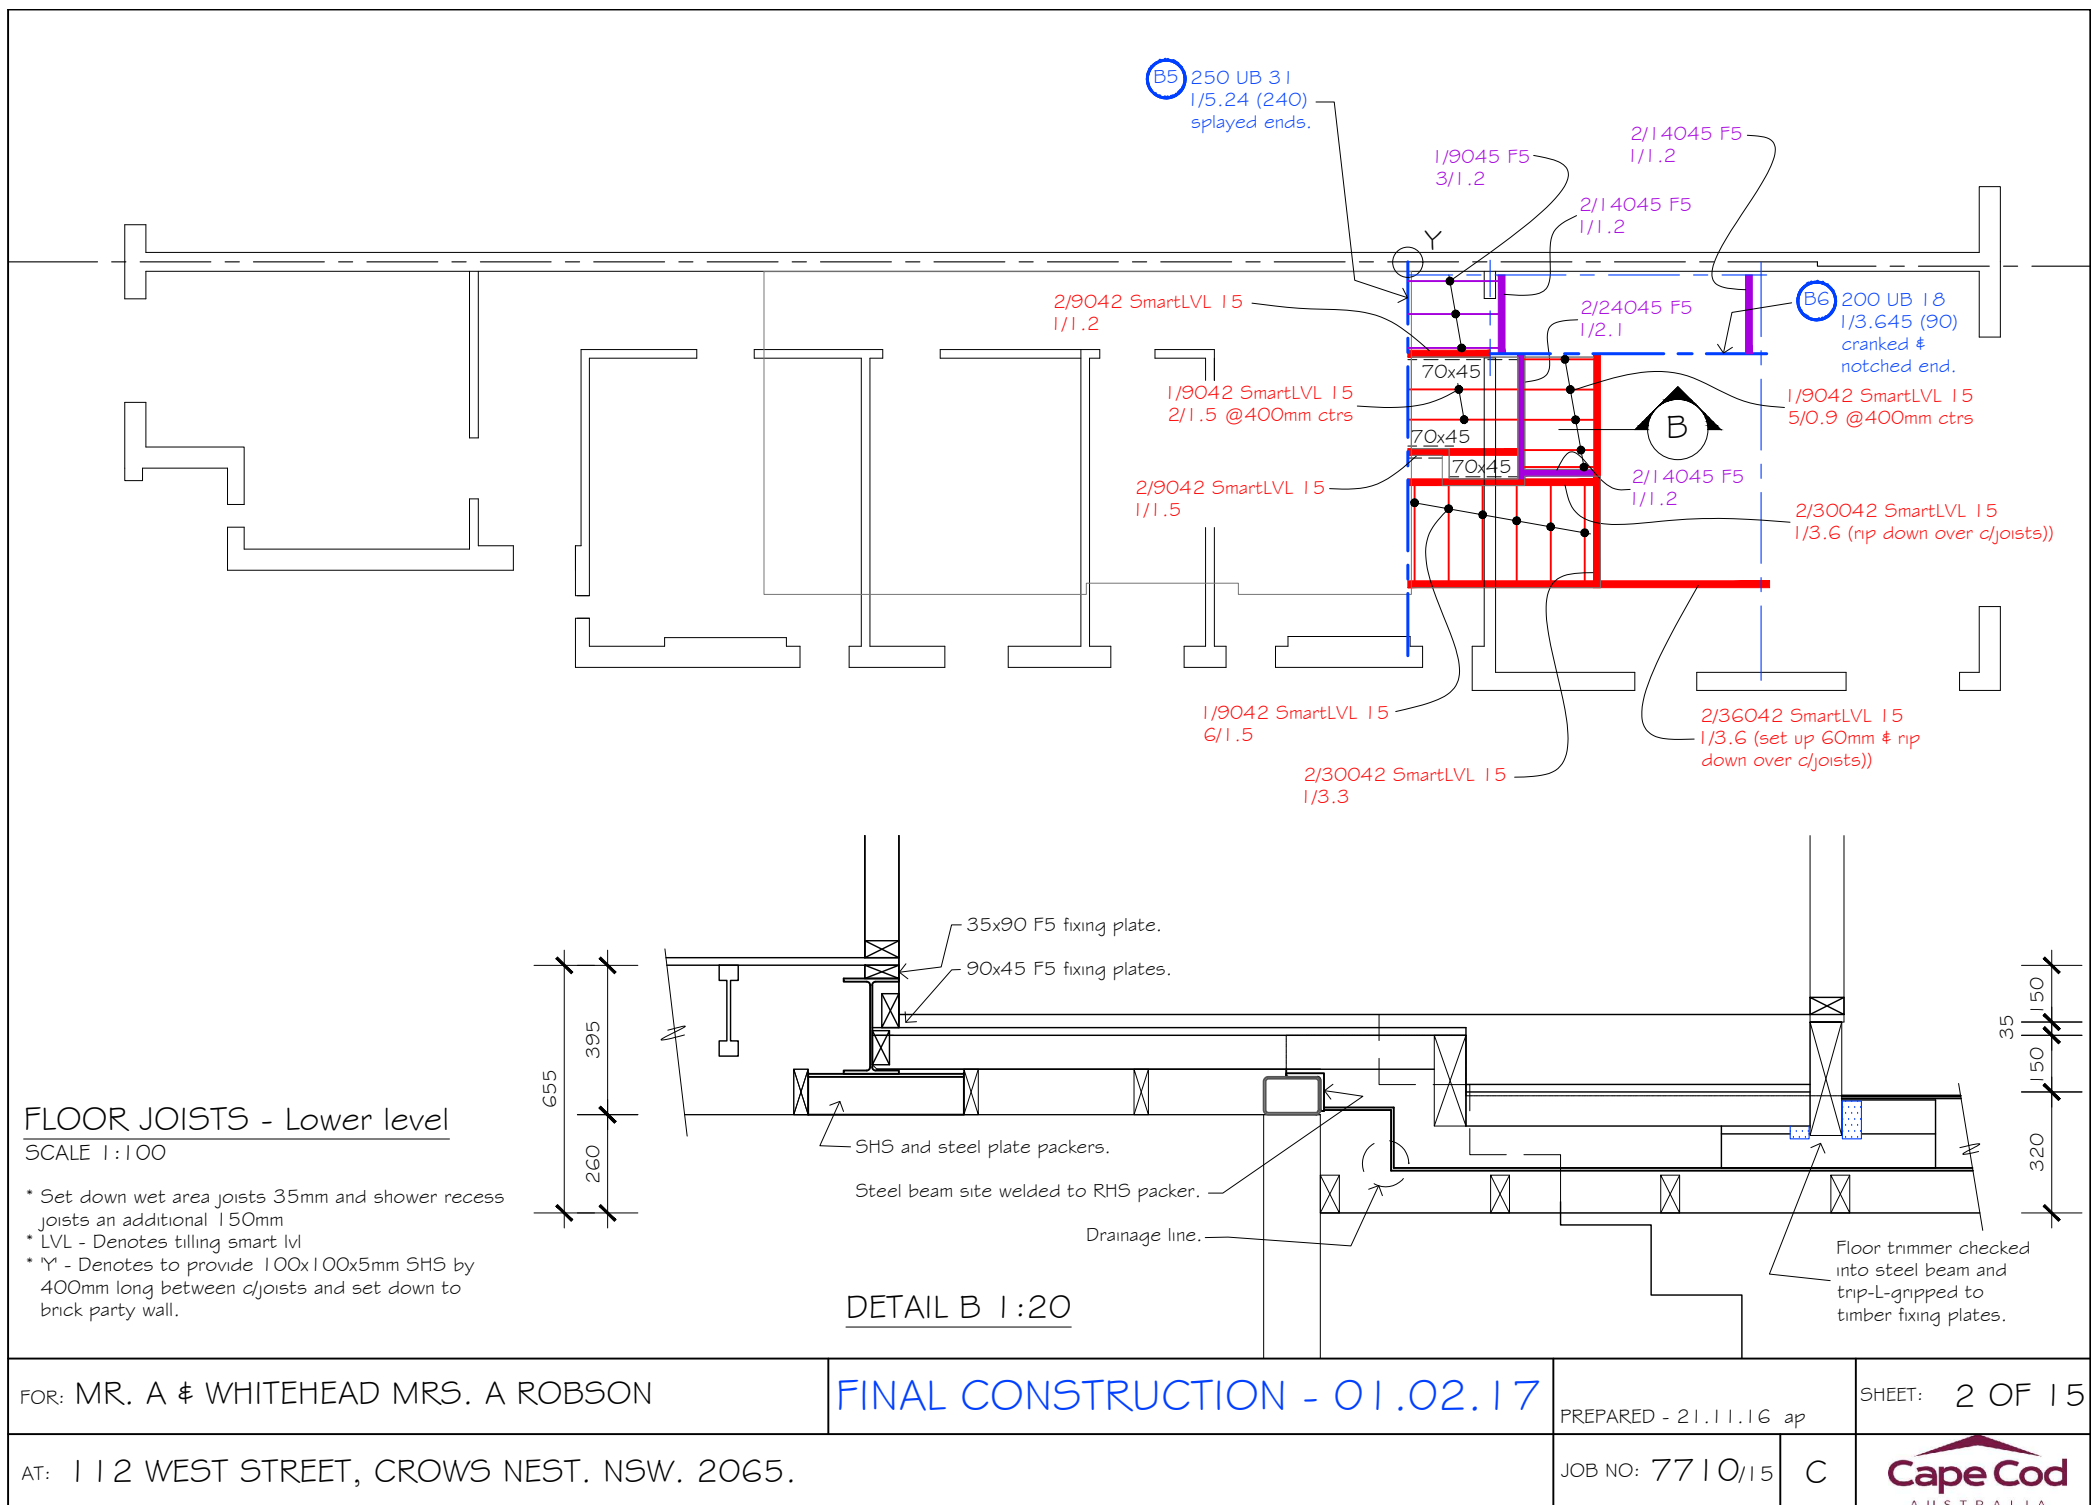 B5 250 UB 31
1/5.24 (240)
splayed ends.
1/9045 F5
3/1.2
2/14045 F5
1/1.2
2/14045 F5
1/1.2
Y
2/9042 SmartLVL 15
1/1.2
2/24045 F5
1/2.1
B6 200 UB 18
1/3.645 (90)
cranked &
notched end.
70x45
1/9042 SmartLVL 15
2/1.5 @400mm ctrs
1/9042 SmartLVL 15
5/0.9 @400mm ctrs
B
70x45
70x45
2/9042 SmartLVL 15
1/1.5
2/14045 F5
1/1.2
2/30042 SmartLVL 15
1/3.6 (rip down over c/joists))
1/9042 SmartLVL 15
6/1.5
2/36042 SmartLVL 15
1/3.6 (set up 60mm & rip
down over c/joists))
2/30042 SmartLVL 15
1/3.3
35x90 F5 fixing plate.
90x45 F5 fixing plates.
655
395
260
150
35
150
320
SHS and steel plate packers.
Steel beam site welded to RHS packer.
Drainage line.
Floor trimmer checked
into steel beam and
trip-L-gripped to
timber fixing plates.
FLOOR JOISTS - Lower level
SCALE 1:100
* Set down wet area joists 35mm and shower recess
joists an additional 150mm
* LVL - Denotes tilling smart lvl
* 'Y' - Denotes to provide 100x100x5mm SHS by
400mm long between c/joists and set down to
brick party wall.
DETAIL B 1:20
FOR: MR. A & WHITEHEAD MRS. A ROBSON
FINAL CONSTRUCTION - 01.02.17
PREPARED - 21.11.16 ap
SHEET: 2 OF 15
AT: 112 WEST STREET, CROWS NEST. NSW. 2065.
JOB NO: 7710/15
C
Cape Cod
AUSTRALIA